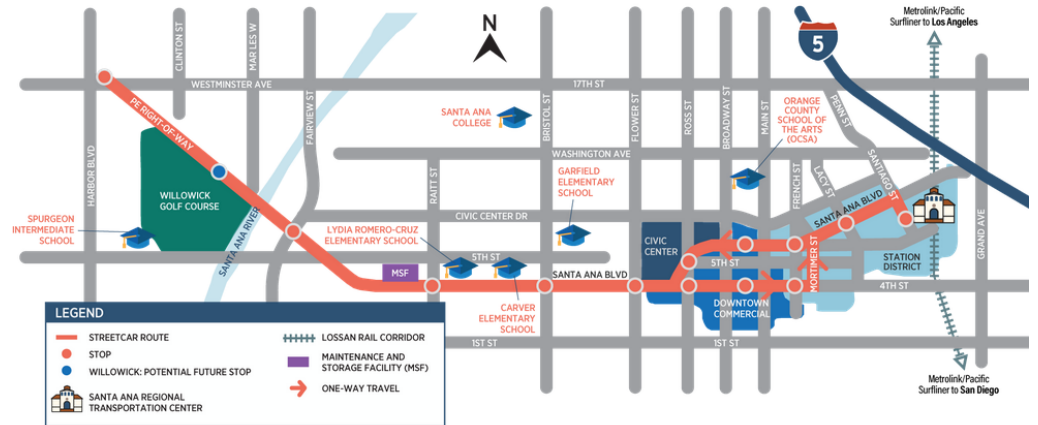 Metrolink/Pacific
Surfliner to Los Angeles
N
5
CLINTON ST
MAR LES W
WESTMINSTER AVE
17TH ST
PE RIGHT-OF-WAY
HARBOR BLVD
FAIRVIEW ST
SANTA ANA
COLLEGE
BRISTOL ST
FLOWER ST
ROSS ST
BROADWAY ST
MAIN ST
ORANGE
COUNTY
SCHOOL OF
THE ARTS
(OCSA)
PENN ST
WASHINGTON AVE
SANTIAGO ST
LACY ST
FRENCH ST
RAITT ST
GARFIELD
ELEMENTARY
SCHOOL
WILLOWICK
GOLF COURSE
SANTA ANA RIVER
SPURGEON
INTERMEDIATE
SCHOOL
CIVIC CENTER DR
LYDIA ROMERO-CRUZ
ELEMENTARY SCHOOL
CIVIC
CENTER
SANTA ANA BLVD
MORTIMER ST
GRAND AVE
5TH ST
5TH ST
STATION
DISTRICT
MSF
SANTA ANA BLVD
4TH ST
CARVER
ELEMENTARY
SCHOOL
DOWNTOWN
COMMERCIAL
1ST ST
1ST ST
Metrolink/Pacific
Surfliner to San Diego
LEGEND
STREETCAR ROUTE
STOP
WILLOWICK: POTENTIAL FUTURE STOP
SANTA ANA REGIONAL
TRANSPORTATION CENTER
LOSSAN RAIL CORRIDOR
MAINTENANCE AND
STORAGE FACILITY (MSF)
ONE-WAY TRAVEL